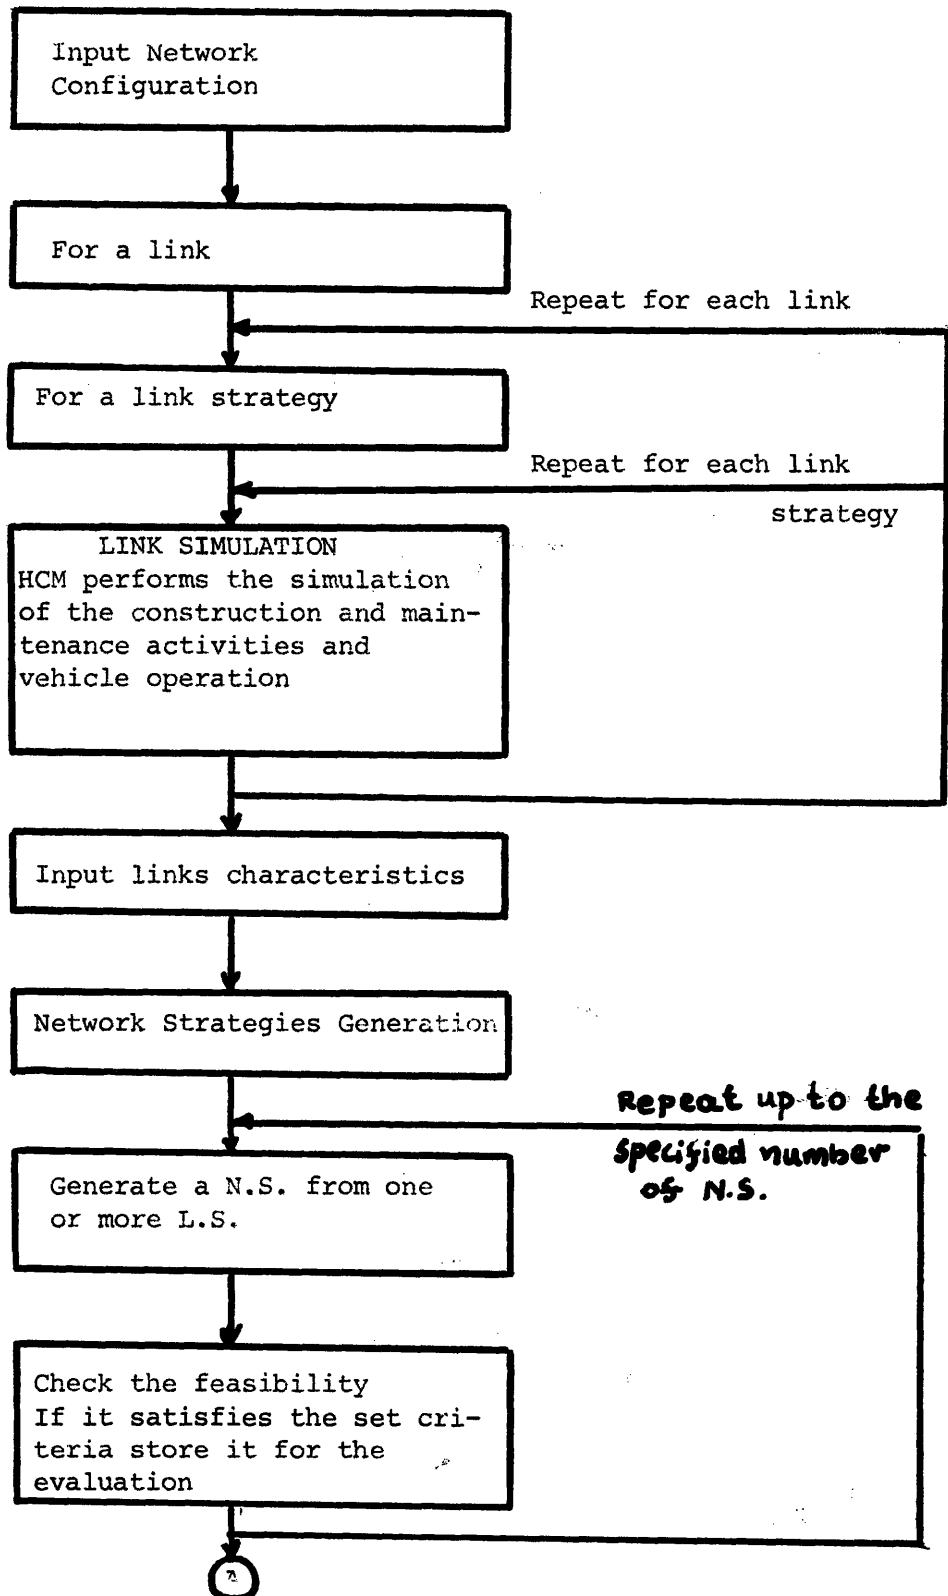 Input Network
Configuration
For a link
Repeat for each link
For a link strategy
Repeat for each link
strategy
LINK SIMULATION
HCM performs the simulation
of the construction and main-
tenance activities and
vehicle operation
Input links characteristics
Network Strategies Generation
Repeat up to the
specified number
of N.S.
Generate a N.S. from one
or more L.S.
Check the feasibility
If it satisfies the set cri-
teria store it for the
evaluation